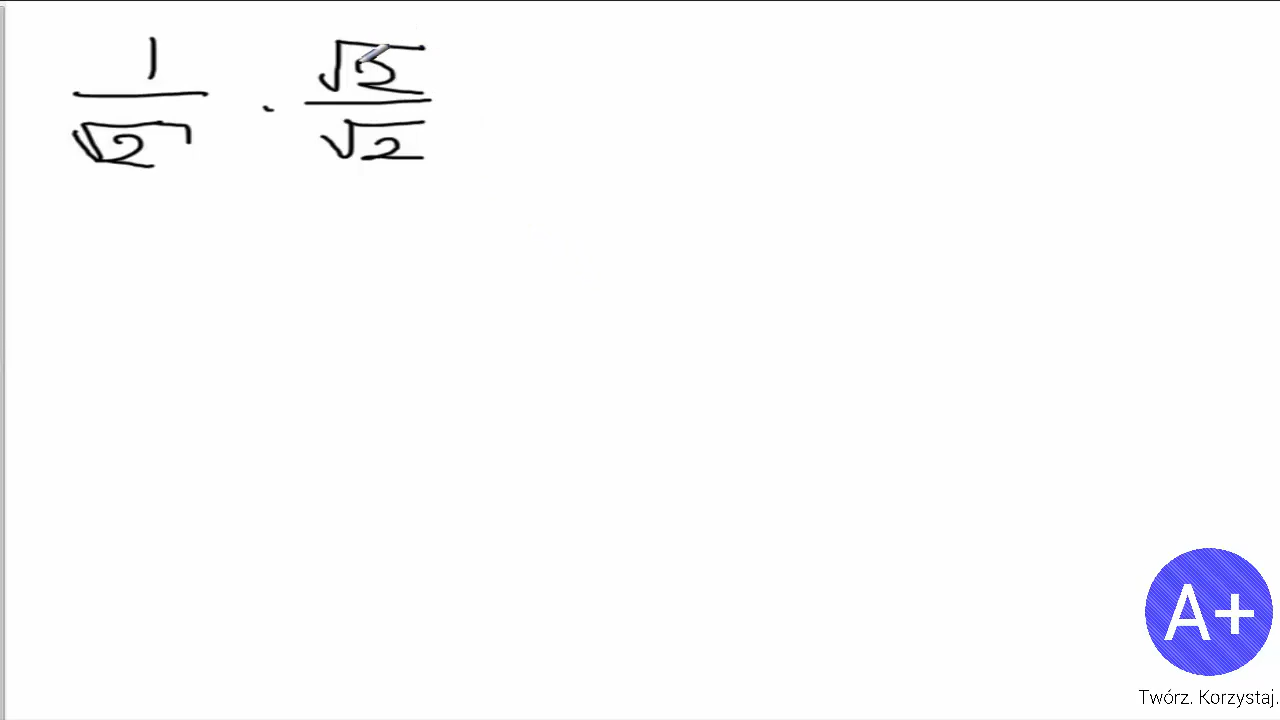 1/√2 · √2/√2
A+
Twórz. Korzystaj.